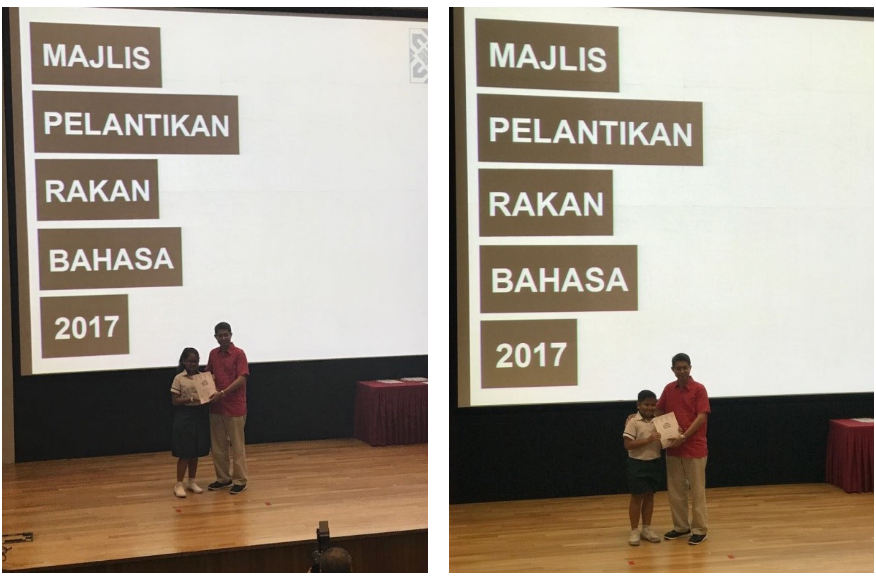 MAJLIS
PELANTIKAN
RAKAN
BAHASA
2017
MAJLIS
PELANTIKAN
RAKAN
BAHASA
2017